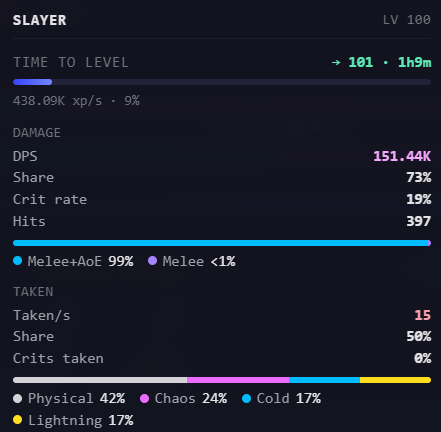 SLAYER LV 100
TIME TO LEVEL → 101 · 1h9m
438.09K xp/s · 9%
DAMAGE
DPS 151.44K
Share 73%
Crit rate 19%
Hits 397
Melee+AoE 99% Melee <1%
TAKEN
Taken/s 15
Share 50%
Crits taken 0%
Physical 42% Chaos 24% Cold 17%
Lightning 17%